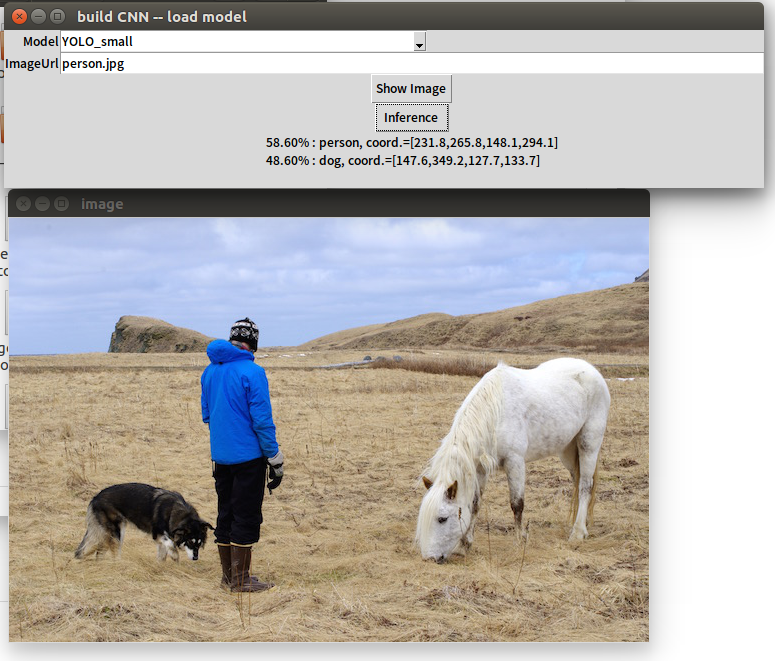 build CNN -- load model
Model YOLO_small
ImageUrl person.jpg
Show Image
Inference
58.60% : person, coord.=[231.8,265.8,148.1,294.1]
48.60% : dog, coord.=[147.6,349.2,127.7,133.7]
image